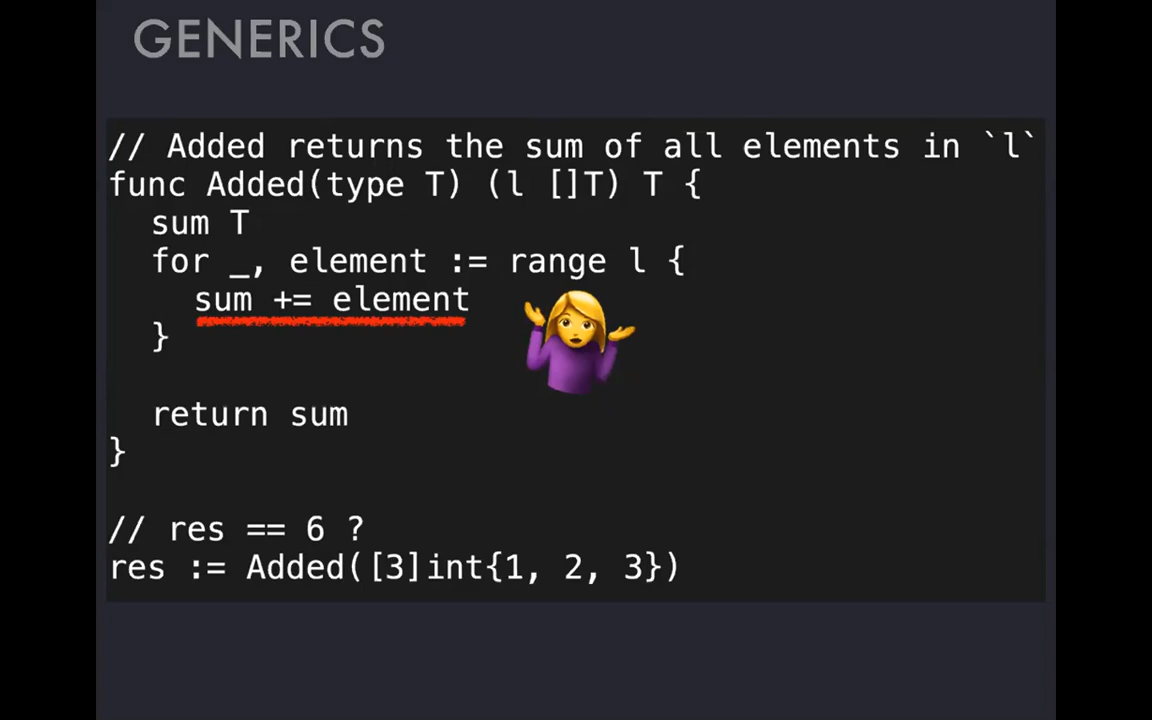 GENERICS
// Added returns the sum of all elements in `l`
func Added(type T) (l []T) T {
sum T
for _, element := range l {
sum += element
}
return sum
}
// res == 6 ?
res := Added([3]int{1, 2, 3})